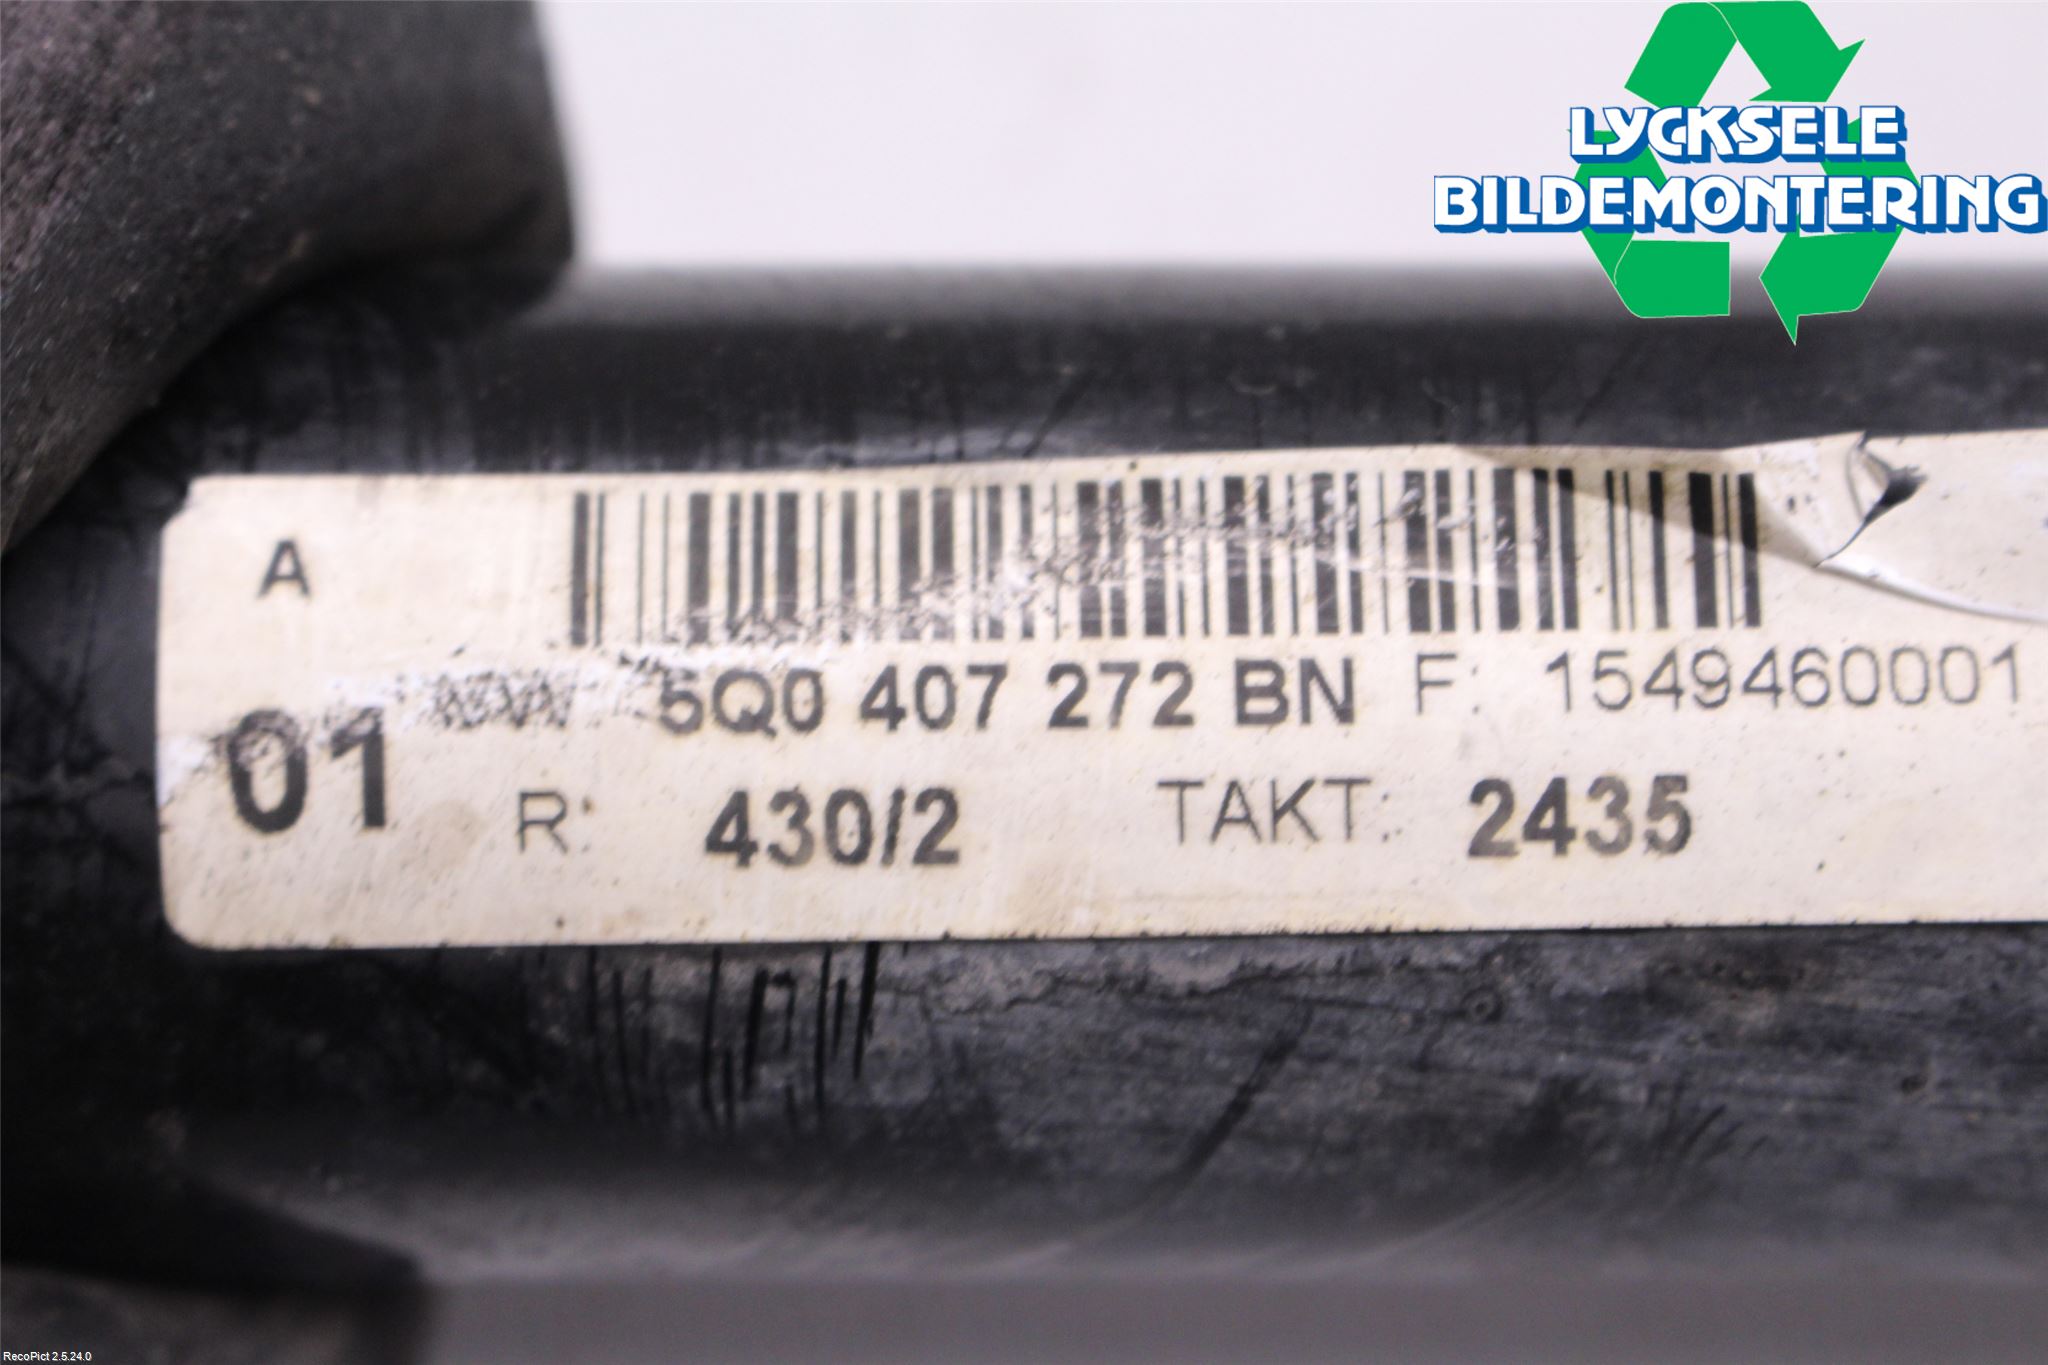 LYCKSELE
BILDEMONTERING
A
5Q0 407 272 BN F: 1549460001
01
R: 430/2 TAKT: 2435
RecoPict 2.5.24.0